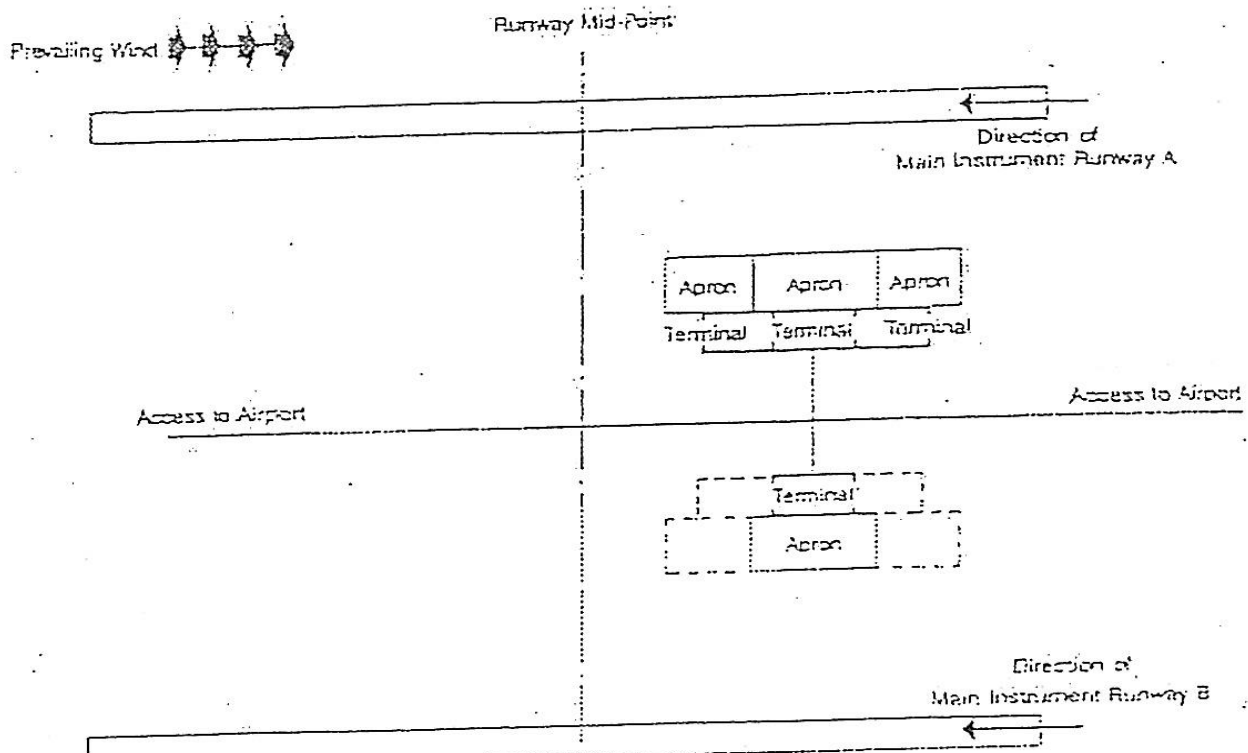 Runway Mid-Point
Prevailing Wind
Direction of
Main Instrument Runway A
Apron Apron Apron
Terminal Terminal Terminal
Access to Airport Access to Airport
Terminal
Apron
Direction of
Main Instrument Runway B